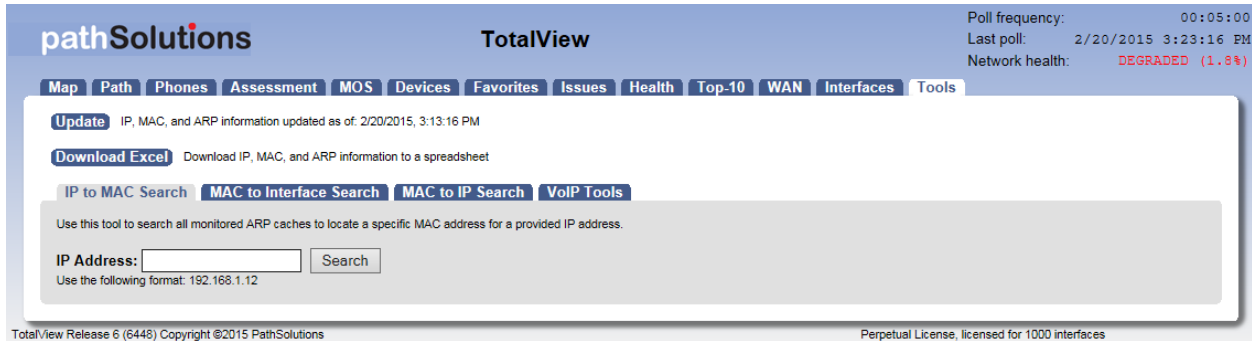 pathSolutions
TotalView
Poll frequency: 00:05:00
Last poll: 2/20/2015 3:23:16 PM
Network health: DEGRADED (1.8%)
Map Path Phones Assessment MOS Devices Favorites Issues Health Top-10 WAN Interfaces Tools
Update IP, MAC, and ARP information updated as of: 2/20/2015, 3:13:16 PM
Download Excel Download IP, MAC, and ARP information to a spreadsheet
IP to MAC Search MAC to Interface Search MAC to IP Search VoIP Tools
Use this tool to search all monitored ARP caches to locate a specific MAC address for a provided IP address.
IP Address: Search
Use the following format: 192.168.1.12
TotalView Release 6 (6448) Copyright ©2015 PathSolutions Perpetual License, licensed for 1000 interfaces